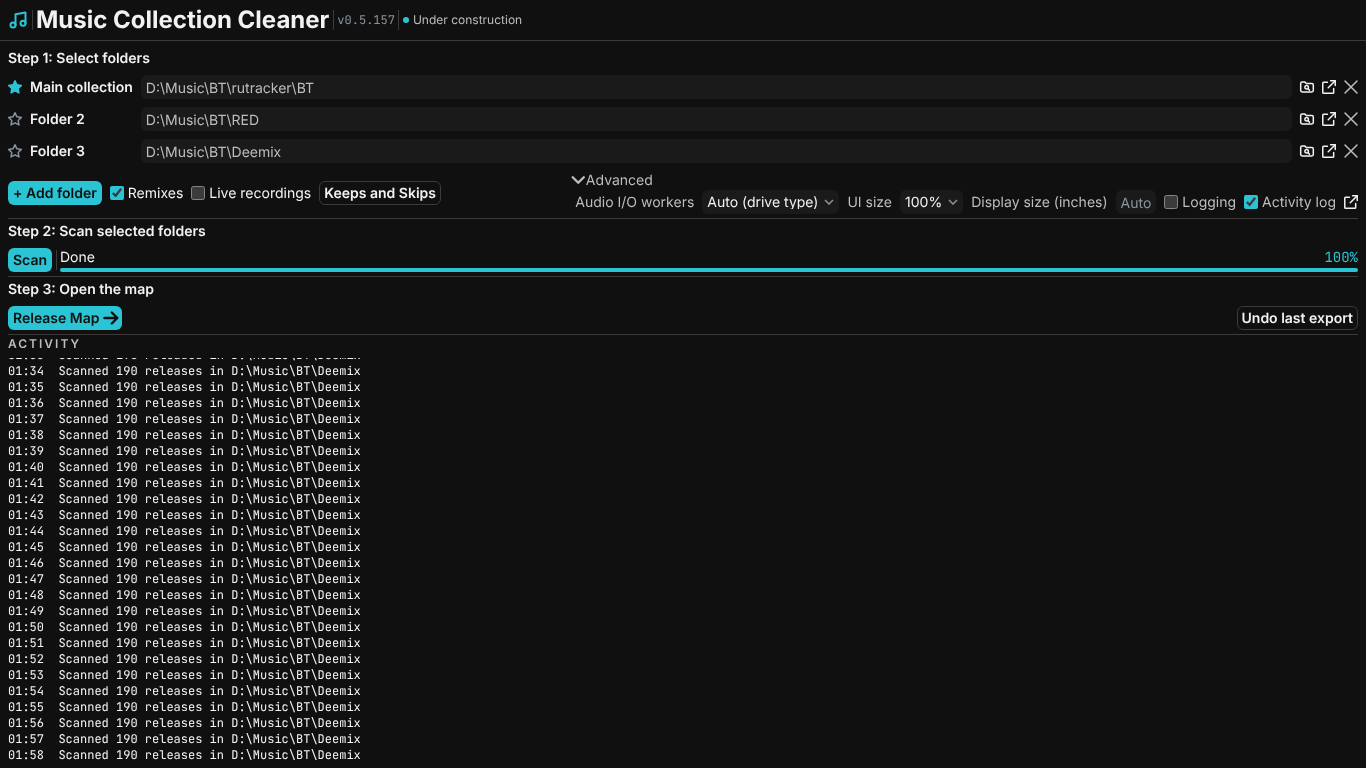 Music Collection Cleaner v0.5.157 Under construction
Step 1: Select folders
Main collection D:\Music\BT\rutracker\BT
Folder 2 D:\Music\BT\RED
Folder 3 D:\Music\BT\Deemix
Advanced
+ Add folder Remixes Live recordings Keeps and Skips
Audio I/O workers Auto (drive type) UI size 100% Display size (inches) Auto Logging Activity log
Step 2: Scan selected folders
Scan Done 100%
Step 3: Open the map
Release Map Undo last export
ACTIVITY
01:34 Scanned 190 releases in D:\Music\BT\Deemix
01:35 Scanned 190 releases in D:\Music\BT\Deemix
01:36 Scanned 190 releases in D:\Music\BT\Deemix
01:37 Scanned 190 releases in D:\Music\BT\Deemix
01:38 Scanned 190 releases in D:\Music\BT\Deemix
01:39 Scanned 190 releases in D:\Music\BT\Deemix
01:40 Scanned 190 releases in D:\Music\BT\Deemix
01:41 Scanned 190 releases in D:\Music\BT\Deemix
01:42 Scanned 190 releases in D:\Music\BT\Deemix
01:43 Scanned 190 releases in D:\Music\BT\Deemix
01:44 Scanned 190 releases in D:\Music\BT\Deemix
01:45 Scanned 190 releases in D:\Music\BT\Deemix
01:46 Scanned 190 releases in D:\Music\BT\Deemix
01:47 Scanned 190 releases in D:\Music\BT\Deemix
01:48 Scanned 190 releases in D:\Music\BT\Deemix
01:49 Scanned 190 releases in D:\Music\BT\Deemix
01:50 Scanned 190 releases in D:\Music\BT\Deemix
01:51 Scanned 190 releases in D:\Music\BT\Deemix
01:52 Scanned 190 releases in D:\Music\BT\Deemix
01:53 Scanned 190 releases in D:\Music\BT\Deemix
01:54 Scanned 190 releases in D:\Music\BT\Deemix
01:55 Scanned 190 releases in D:\Music\BT\Deemix
01:56 Scanned 190 releases in D:\Music\BT\Deemix
01:57 Scanned 190 releases in D:\Music\BT\Deemix
01:58 Scanned 190 releases in D:\Music\BT\Deemix